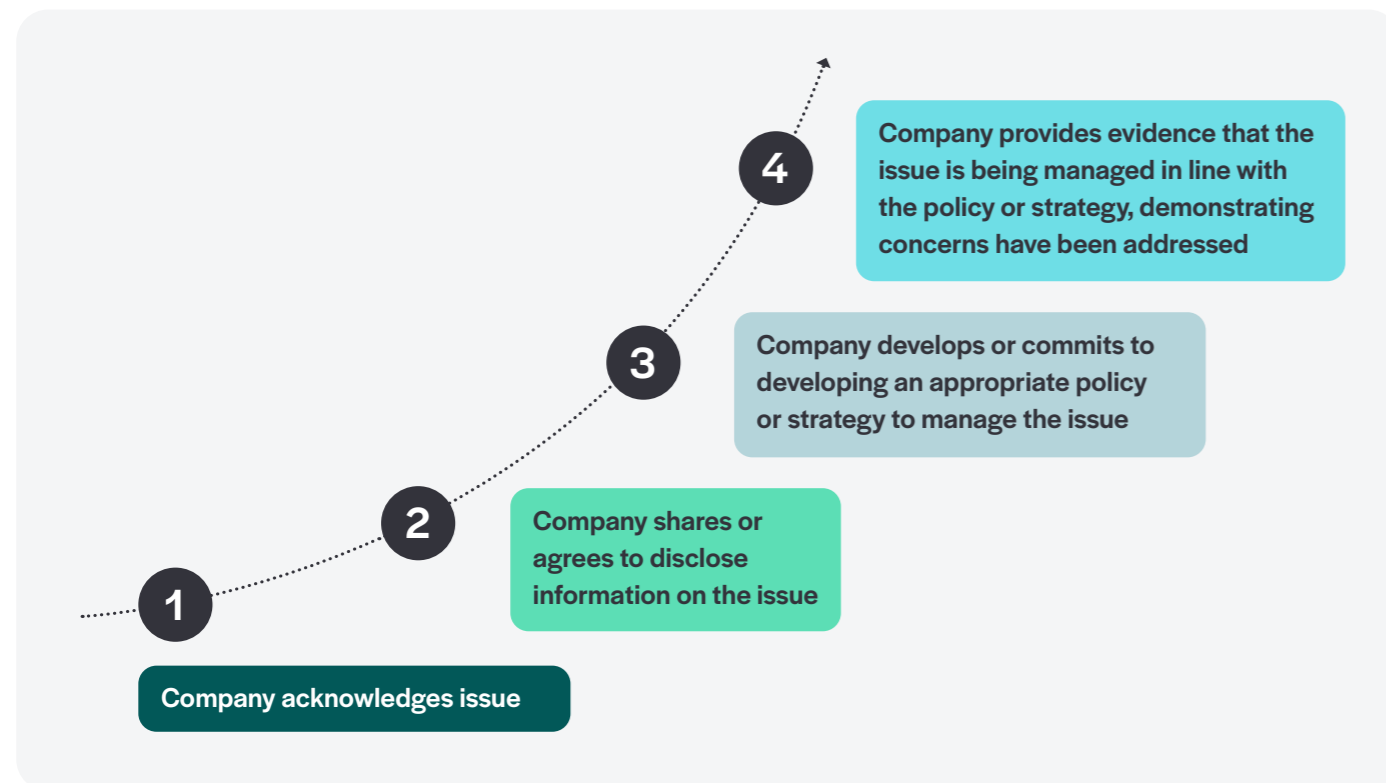 4
Company provides evidence that the
issue is being managed in line with
the policy or strategy, demonstrating
concerns have been addressed
3
Company develops or commits to
developing an appropriate policy
or strategy to manage the issue
2
Company shares or
agrees to disclose
information on the issue
1
Company acknowledges issue